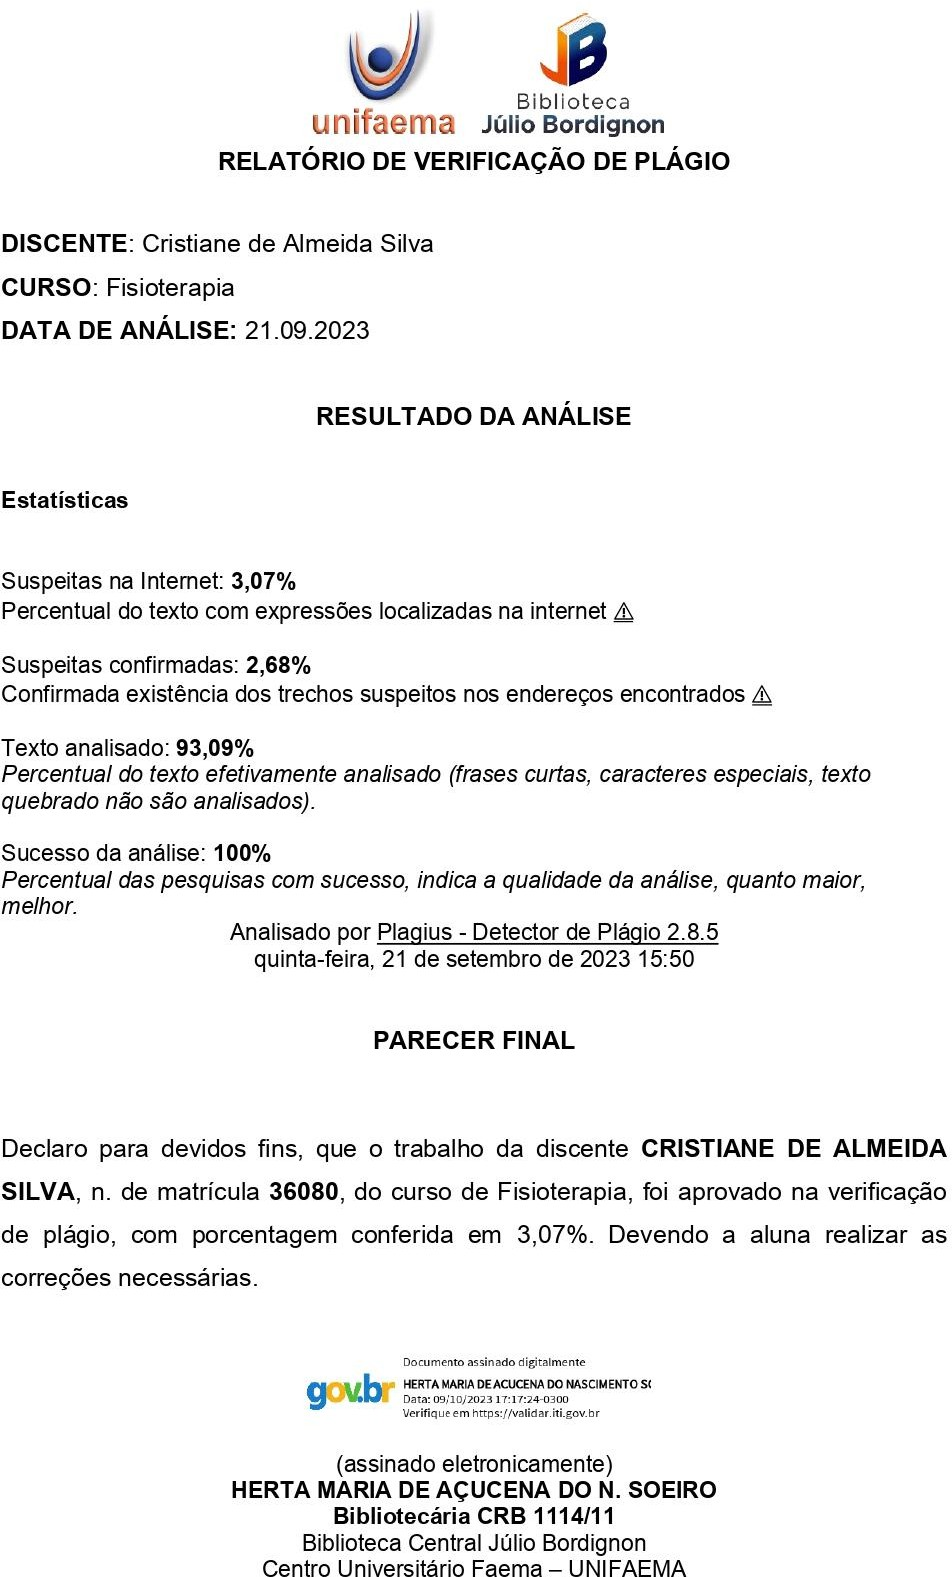 unifaema
Biblioteca
Júlio Bordignon
RELATÓRIO DE VERIFICAÇÃO DE PLÁGIO
DISCENTE: Cristiane de Almeida Silva
CURSO: Fisioterapia
DATA DE ANÁLISE: 21.09.2023
RESULTADO DA ANÁLISE
Estatísticas
Suspeitas na Internet: 3,07%
Percentual do texto com expressões localizadas na internet ⚠
Suspeitas confirmadas: 2,68%
Confirmada existência dos trechos suspeitos nos endereços encontrados ⚠
Texto analisado: 93,09%
Percentual do texto efetivamente analisado (frases curtas, caracteres especiais, texto
quebrado não são analisados).
Sucesso da análise: 100%
Percentual das pesquisas com sucesso, indica a qualidade da análise, quanto maior,
melhor.
Analisado por Plagius - Detector de Plágio 2.8.5
quinta-feira, 21 de setembro de 2023 15:50
PARECER FINAL
Declaro para devidos fins, que o trabalho da discente CRISTIANE DE ALMEIDA
SILVA, n. de matrícula 36080, do curso de Fisioterapia, foi aprovado na verificação
de plágio, com porcentagem conferida em 3,07%. Devendo a aluna realizar as
correções necessárias.
gov.br
Documento assinado digitalmente
HERTA MARIA DE ACUCENA DO NASCIMENTO SO
Data: 09/10/2023 17:17:24-0300
Verifique em https://validar.iti.gov.br
(assinado eletronicamente)
HERTA MARIA DE AÇUCENA DO N. SOEIRO
Bibliotecária CRB 1114/11
Biblioteca Central Júlio Bordignon
Centro Universitário Faema – UNIFAEMA